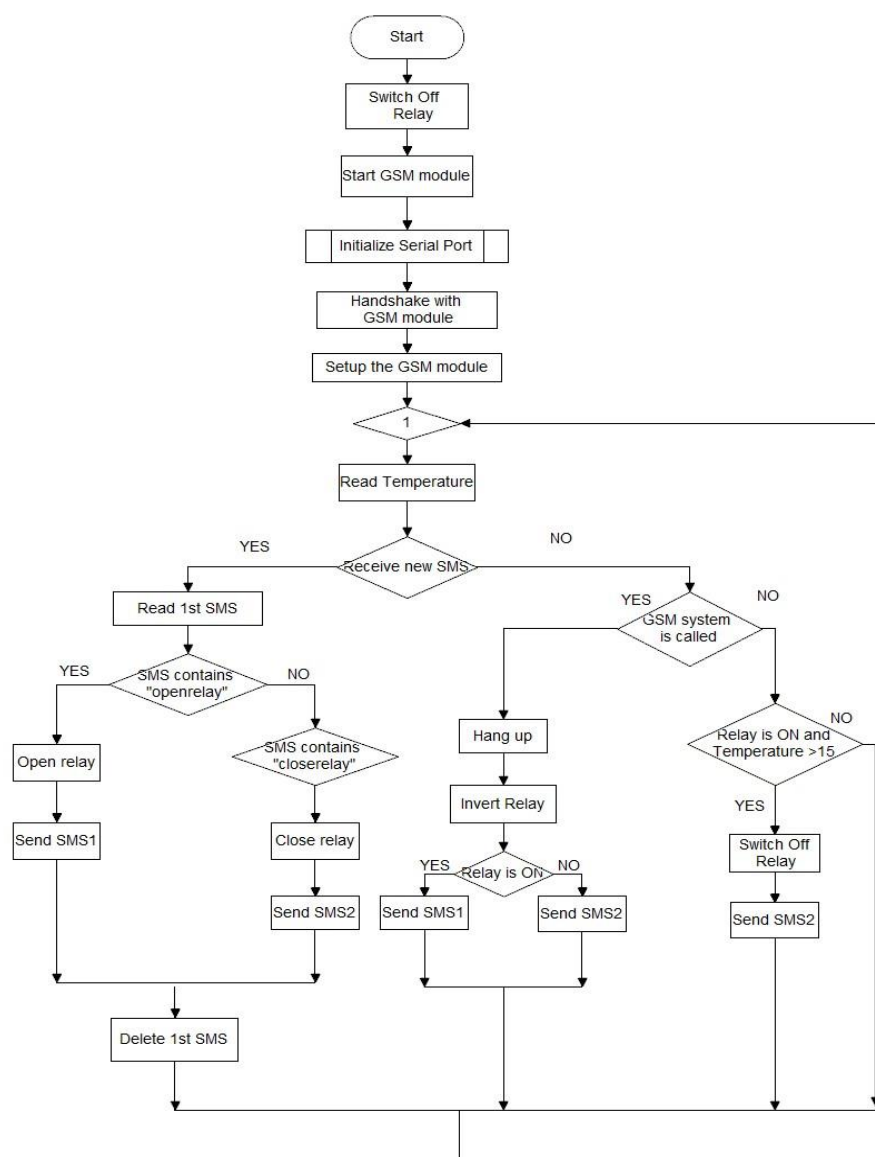 Start
Switch Off
Relay
Start GSM module
Initialize Serial Port
Handshake with
GSM module
Setup the GSM module
1
Read Temperature
YES
Receive new SMS
NO
Read 1st SMS
YES
GSM system
is called
NO
YES
SMS contains
"openrelay"
NO
Open relay
SMS contains
"closerelay"
Hang up
Relay is ON and
Temperature >15
NO
Invert Relay
YES
Send SMS1
Close relay
Switch Off
Relay
YES
Relay is ON
NO
Send SMS2
Send SMS1
Send SMS2
Send SMS2
Delete 1st SMS